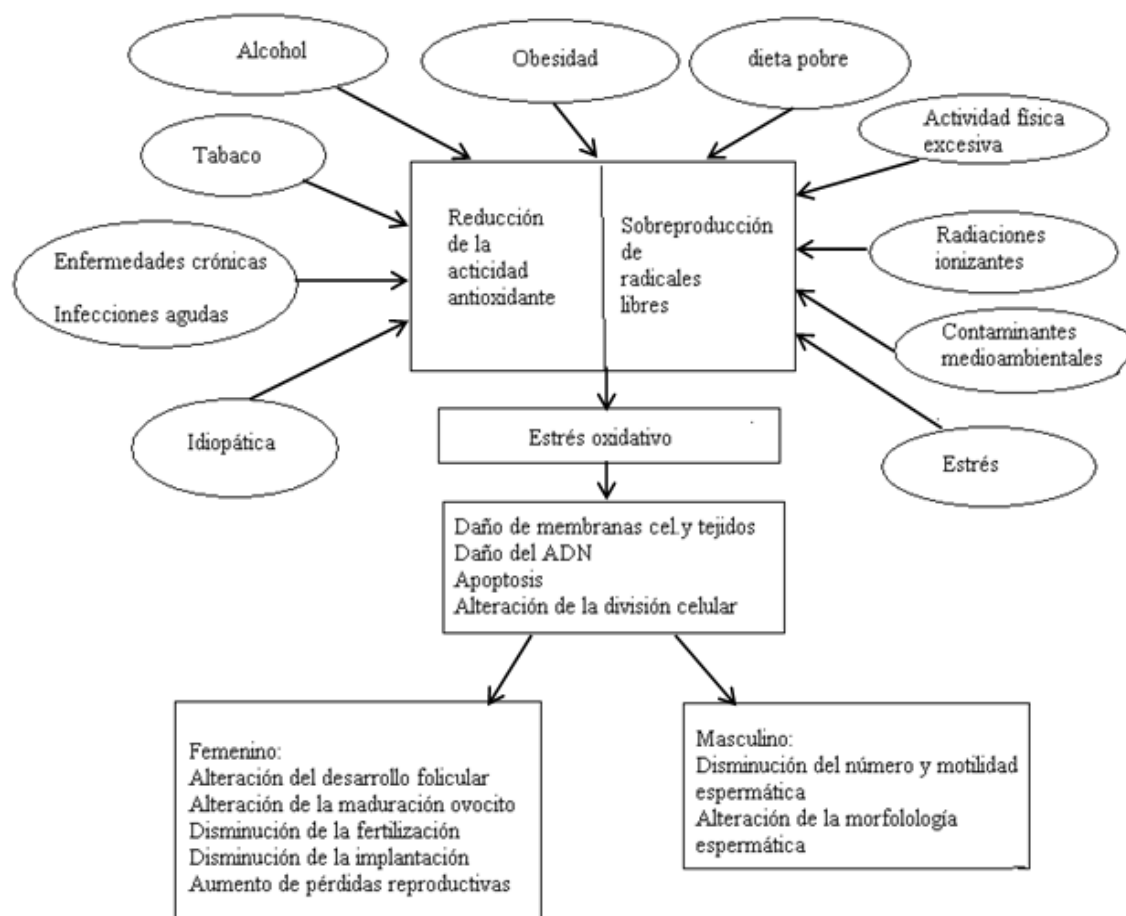 Alcohol
Obesidad
dieta pobre
Tabaco
Actividad física
excesiva
Enfermedades crónicas
Infecciones agudas
Reducción
de la
acticidad
antioxidante
Sobreproducción
de
radicales
libres
Radiaciones
ionizantes
Contaminantes
medioambientales
Idiopática
Estrés oxidativo
Estrés
Daño de membranas cel.y tejidos
Daño del ADN
Apoptosis
Alteración de la división celular
Femenino:
Alteración del desarrollo folicular
Alteración de la maduración ovocito
Disminución de la fertilización
Disminución de la implantación
Aumento de pérdidas reproductivas
Masculino:
Disminución del número y motilidad
espermática
Alteración de la morfolología
espermática